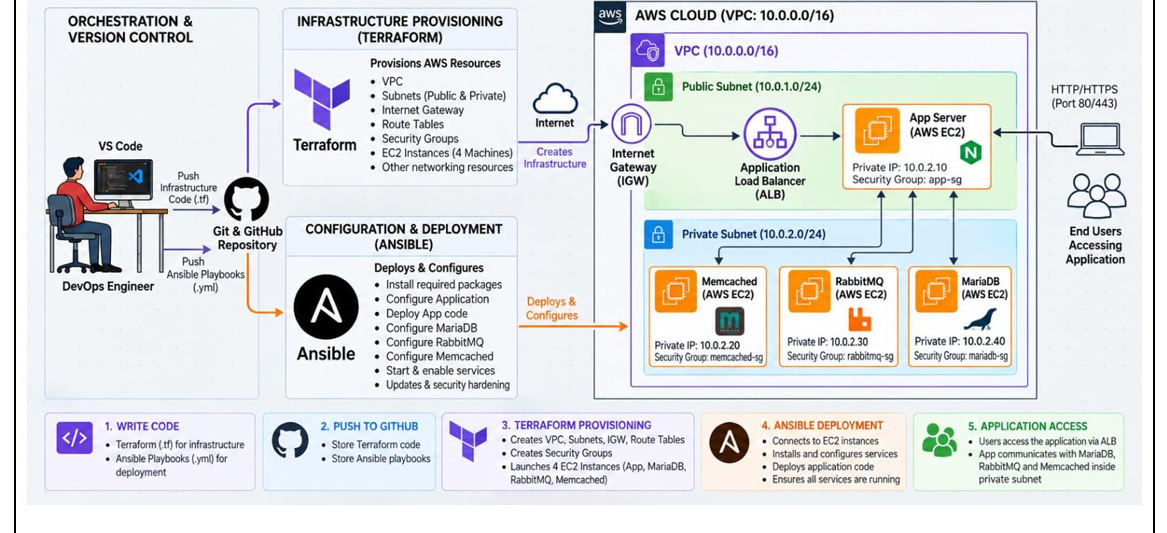 ORCHESTRATION &
VERSION CONTROL
VS Code
Push
Infrastructure
Code (.tf)
Git & GitHub
Repository
Push
Ansible Playbooks
(.yml)
DevOps Engineer
INFRASTRUCTURE PROVISIONING
(TERRAFORM)
Terraform
Provisions AWS Resources
• VPC
• Subnets (Public & Private)
• Internet Gateway
• Route Tables
• Security Groups
• EC2 Instances (4 Machines)
• Other networking resources
CONFIGURATION & DEPLOYMENT
(ANSIBLE)
A
Ansible
Deploys & Configures
• Install required packages
• Configure Application
• Deploy App code
• Configure MariaDB
• Configure RabbitMQ
• Configure Memcached
• Start & enable services
• Updates & security hardening
Internet
Creates
Infrastructure
Deploys &
Configures
aws
AWS CLOUD (VPC: 10.0.0.0/16)
VPC (10.0.0.0/16)
Public Subnet (10.0.1.0/24)
Internet
Gateway
(IGW)
Application
Load Balancer
(ALB)
App Server
(AWS EC2)
N
Private IP: 10.0.2.10
Security Group: app-sg
Private Subnet (10.0.2.0/24)
Memcached
(AWS EC2)
m
Private IP: 10.0.2.20
Security Group: memcached-sg
RabbitMQ
(AWS EC2)
Private IP: 10.0.2.30
Security Group: rabbitmq-sg
MariaDB
(AWS EC2)
Private IP: 10.0.2.40
Security Group: mariadb-sg
HTTP/HTTPS
(Port 80/443)
End Users
Accessing
Application
</>
1. WRITE CODE
• Terraform (.tf) for infrastructure
• Ansible Playbooks (.yml) for
deployment
2. PUSH TO GITHUB
• Store Terraform code
• Store Ansible playbooks
3. TERRAFORM PROVISIONING
• Creates VPC, Subnets, IGW, Route Tables
• Creates Security Groups
• Launches 4 EC2 Instances (App, MariaDB,
RabbitMQ, Memcached)
A
4. ANSIBLE DEPLOYMENT
• Connects to EC2 instances
• Installs and configures services
• Deploys application code
• Ensures all services are running
5. APPLICATION ACCESS
• Users access the application via ALB
• App communicates with MariaDB,
RabbitMQ and Memcached inside
private subnet